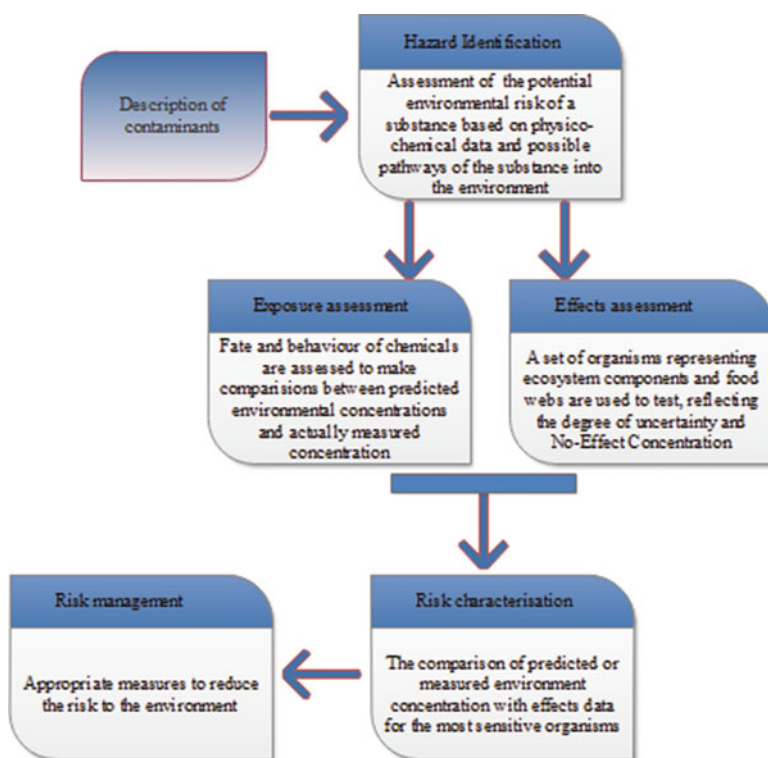 Description of
contaminants
Hazard Identification
Assessment of the potential
environmental risk of a
substance based on physico-
chemical data and possible
pathways of the substance into
the environment
Exposure assessment
Fate and behaviour of chemicals
are assessed to make
comparisions between predicted
environmental concentrations
and actually measured
concentration
Effects assessment
A set of organisms representing
ecosystem components and food
webs are used to test, reflecting
the degree of uncertainty and
No-Effect Concentration
Risk management
Appropriate measures to reduce
the risk to the environment
Risk characterisation
The comparison of predicted or
measured environment
concentration with effects data
for the most sensitive organisms